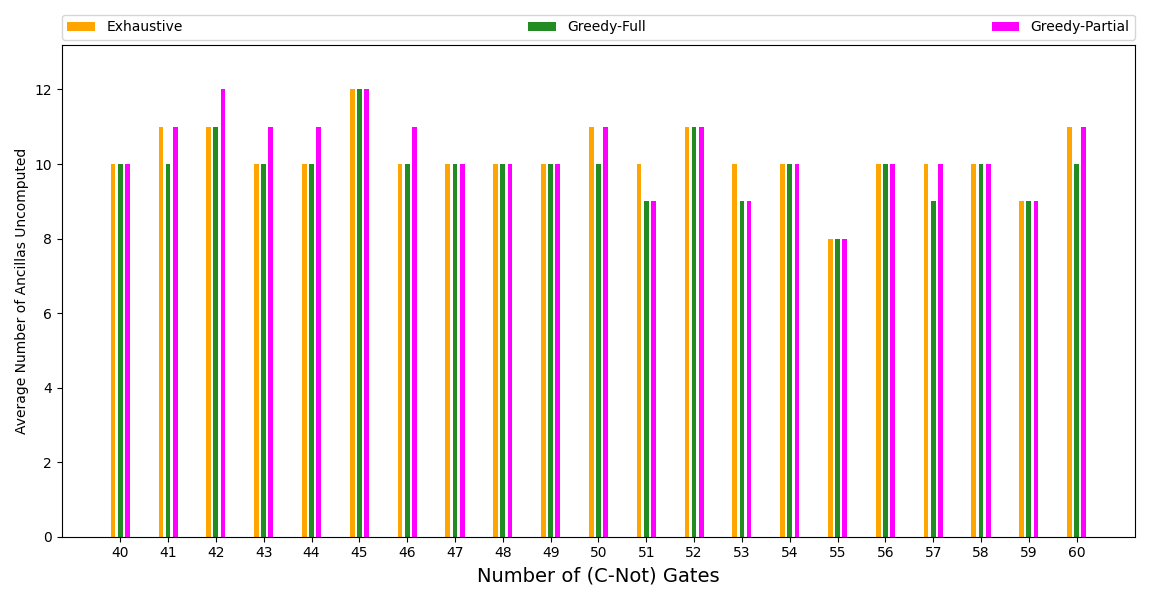 Exhaustive Greedy-Full Greedy-Partial
Average Number of Ancillas Uncomputed
12
10
8
6
4
2
0
40 41 42 43 44 45 46 47 48 49 50 51 52 53 54 55 56 57 58 59 60
Number of (C-Not) Gates